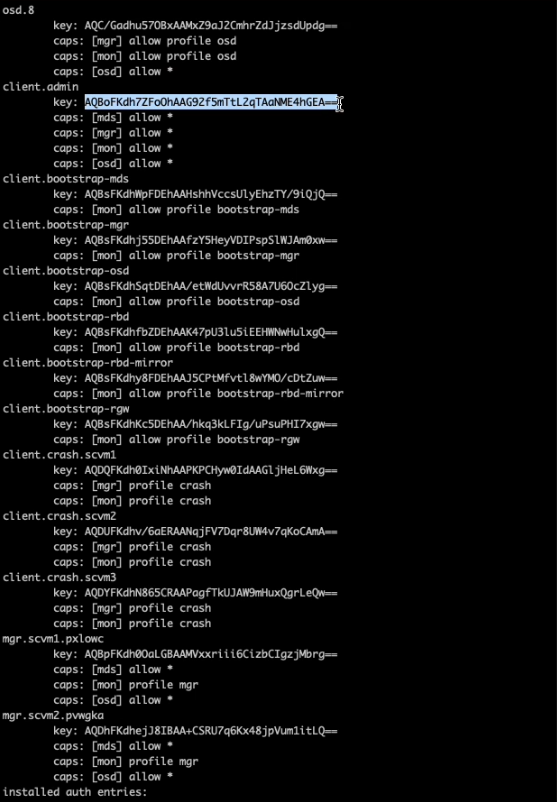 osd.8
key: AQC/Gadhu57OBxAAMxZ9aJ2CmhrZdJjzsdUpdg==
caps: [mgr] allow profile osd
caps: [mon] allow profile osd
caps: [osd] allow *
client.admin
key: AQBoFKdh7ZFoOhAAG9Zf5mTtLZqTAaNME4hGEA==
caps: [mds] allow *
caps: [mgr] allow *
caps: [mon] allow *
caps: [osd] allow *
client.bootstrap-mds
key: AQBsFKdhWpFDEhAAHshhVccsUlyEhzTY/9iQjQ==
caps: [mon] allow profile bootstrap-mds
client.bootstrap-mgr
key: AQBsFKdhj55DEhAAfzY5HeyVDIPspSlWJAm0xw==
caps: [mon] allow profile bootstrap-mgr
client.bootstrap-osd
key: AQBsFKdhSqtDEhAA/etWdUvvrR58A7U6OcZlyg==
caps: [mon] allow profile bootstrap-osd
client.bootstrap-rbd
key: AQBsFKdhfbZDEhAAK47pU3lu5iEEHWNwHulxgQ==
caps: [mon] allow profile bootstrap-rbd
client.bootstrap-rbd-mirror
key: AQBsFKdhy8FDEhAAJ5CPtMfvtl8wYMO/cDtZuw==
caps: [mon] allow profile bootstrap-rbd-mirror
client.bootstrap-rgw
key: AQBsFKdhKc5DEhAA/hkq3kLFIg/uPsuPHI7xgw==
caps: [mon] allow profile bootstrap-rgw
client.crash.scvm1
key: AQDQFKdh0IxiNhAAPKPCHyw0IdAAGljHeL6Wxg==
caps: [mgr] profile crash
caps: [mon] profile crash
client.crash.scvm2
key: AQDUFKdhv/6aERAANqjFV7Dqr8UW4v7qKoCAmA==
caps: [mgr] profile crash
caps: [mon] profile crash
client.crash.scvm3
key: AQDYFKdhN865CRAAPagfTkUJAW9mHuxQgrLeQw==
caps: [mgr] profile crash
caps: [mon] profile crash
mgr.scvm1.pxlowc
key: AQBpFKdh0OaLGBAAMVxxriii6CizbCIgzjMbrg==
caps: [mds] allow *
caps: [mon] profile mgr
caps: [osd] allow *
mgr.scvm2.pvwgka
key: AQDhFKdhejJ8IBAA+CSRU7q6Kx48jpVum1itLQ==
caps: [mds] allow *
caps: [mon] profile mgr
caps: [osd] allow *
installed auth entries: